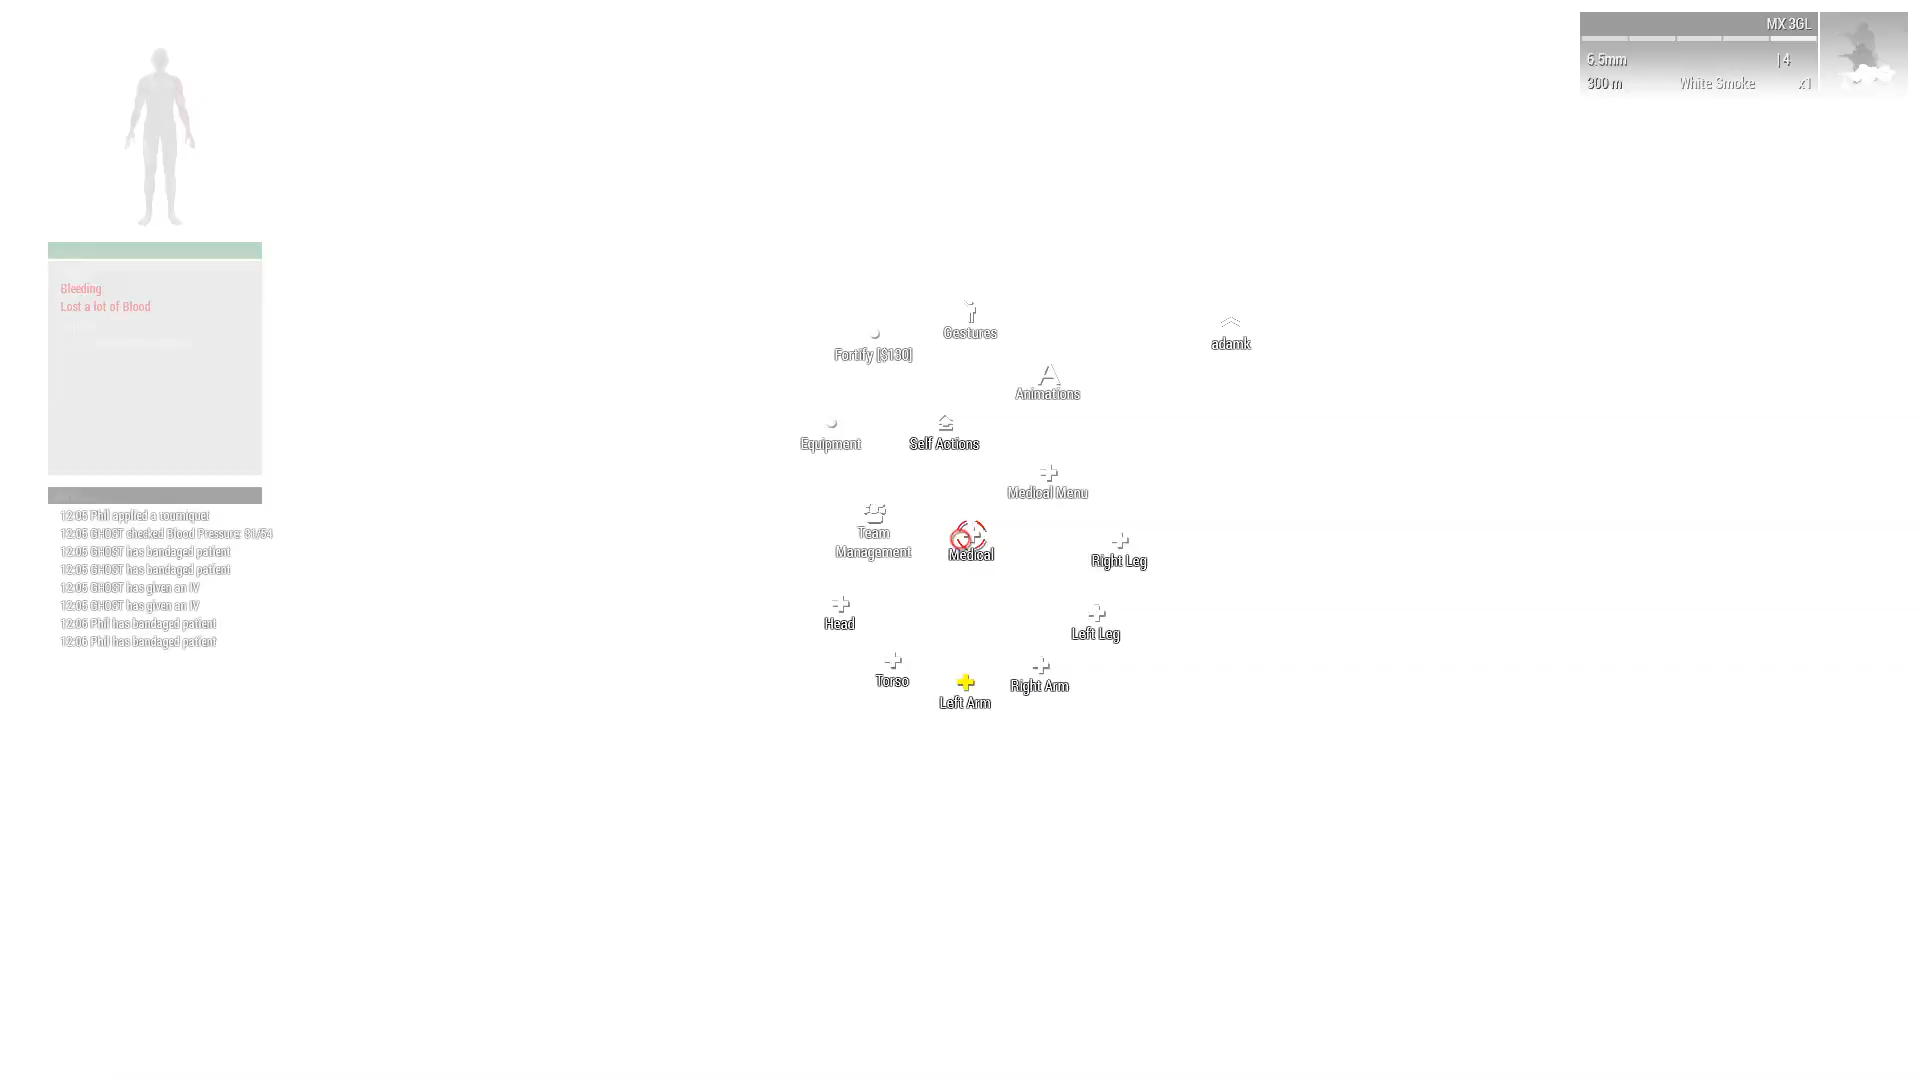 MX 3GL
6.5mm | 4
300 m White Smoke x1
Bleeding
Lost a lot of Blood
Gestures
Fortify [$130]
adamk
Animations
Equipment
Self Actions
Medical Menu
Team
Management
Medical
Right Leg
Head
Left Leg
Torso
Right Arm
Left Arm
12:05 Phil applied a tourniquet
12:05 GHOST checked Blood Pressure: 81/54
12:05 GHOST has bandaged patient
12:05 GHOST has bandaged patient
12:05 GHOST has given an IV
12:05 GHOST has given an IV
12:06 Phil has bandaged patient
12:06 Phil has bandaged patient